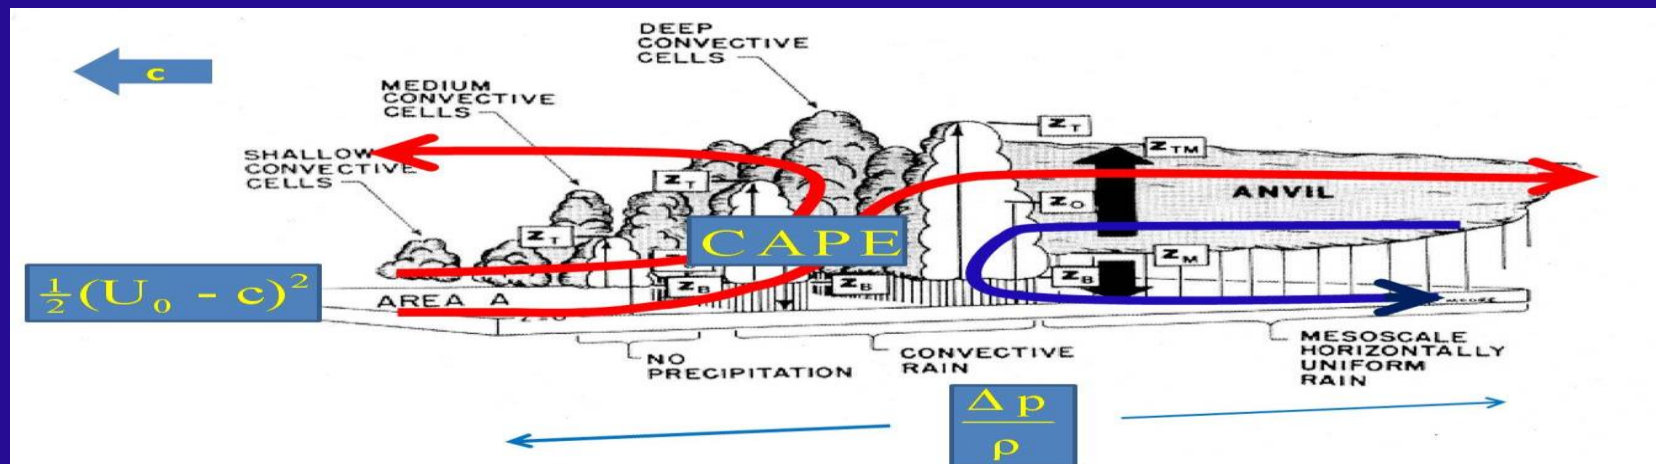 DEEP
CONVECTIVE
CELLS
c
MEDIUM
CONVECTIVE
CELLS
Z_T
Z_TM
SHALLOW
CONVECTIVE
CELLS
Z_T
Z_O
ANVIL
Z_T
CAPE
Z_M
½(U₀ - c)²
Z_B
Z_B
Z_B
AREA A
NO
PRECIPITATION
CONVECTIVE
RAIN
MESOSCALE
HORIZONTALLY
UNIFORM
RAIN
Δp
ρ